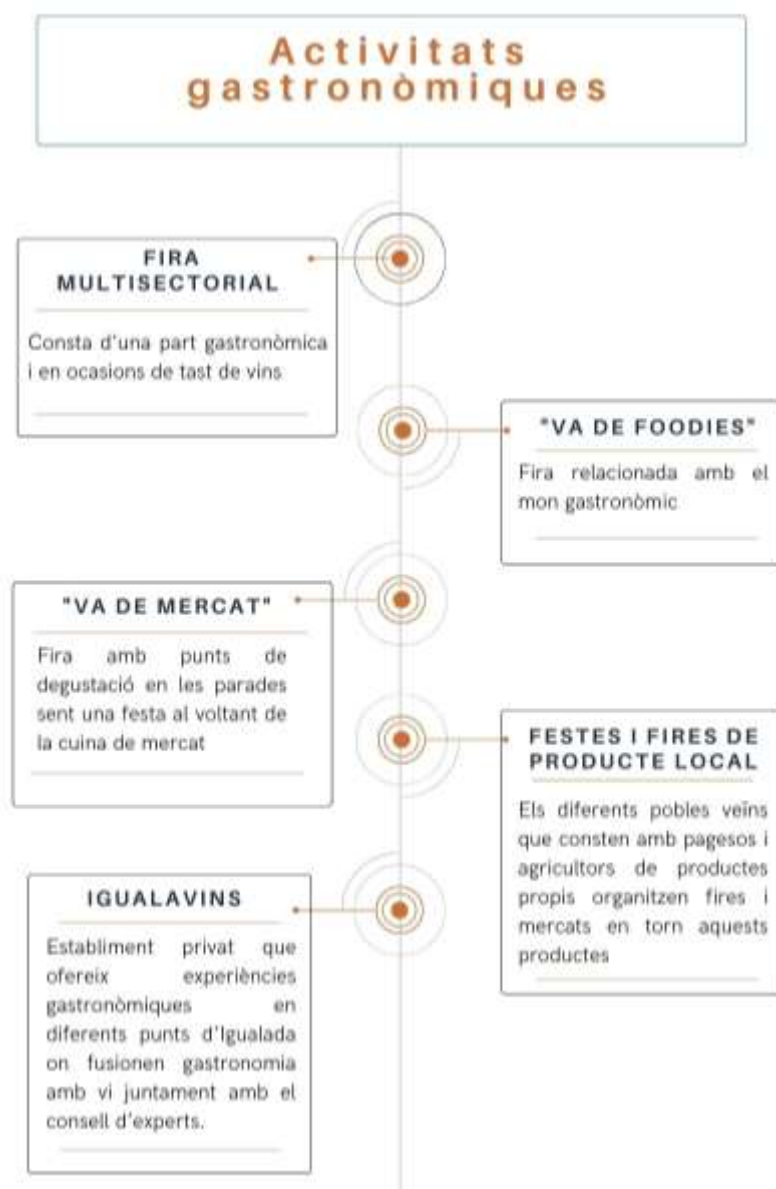 Activitats
gastronòmiques
FIRA
MULTISECTORIAL
Consta d'una part gastronòmica
i en ocasions de tast de vins
"VA DE FOODIES"
Fira relacionada amb el
mon gastronòmic
"VA DE MERCAT"
Fira amb punts de
degustació en les parades
sent una festa al voltant de
la cuina de mercat
FESTES I FIRES DE
PRODUCTE LOCAL
Els diferents pobles veïns
que consten amb pagesos i
agricultors de productes
propis organitzen fires i
mercats en torn aquests
productes
IGUALAVINS
Establiment privat que
ofereix experiències
gastronòmiques en
diferents punts d'Igualada
on fusionen gastronomia
amb vi juntament amb el
consell d'experts.